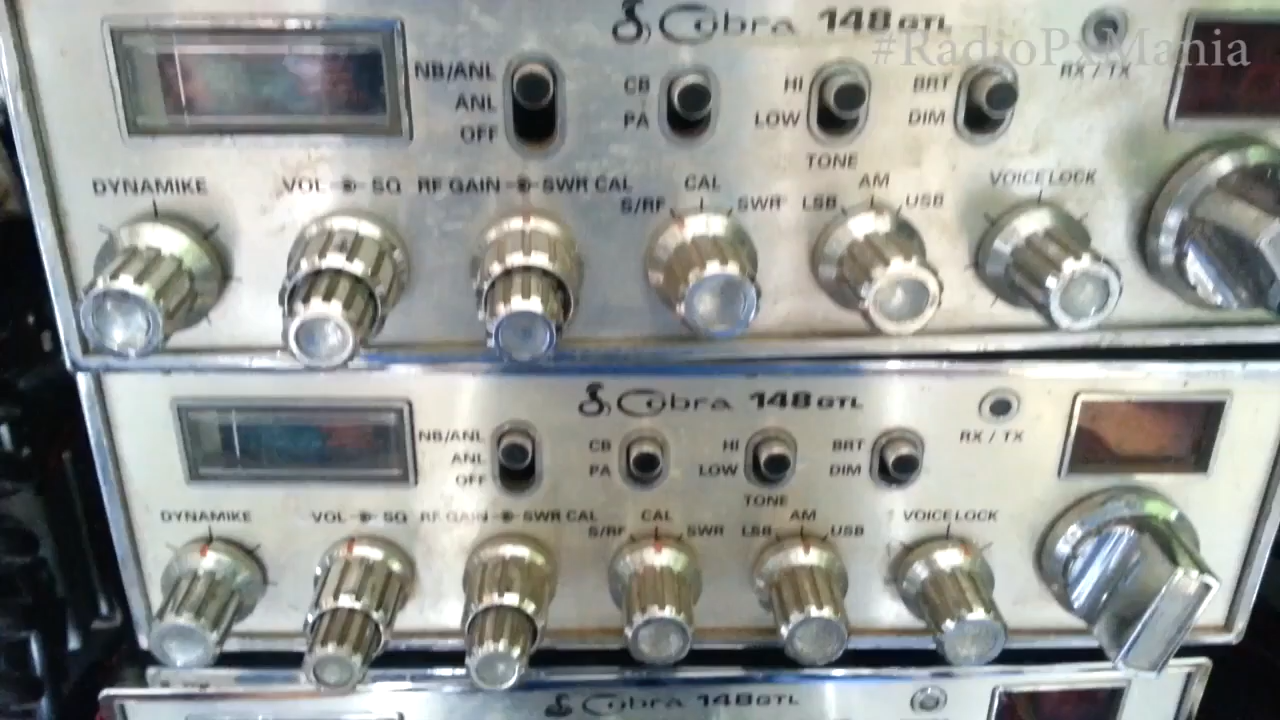 Cobra 148 GTL
#RadioPxMania
NB/ANL CB HI BRT RX / TX
ANL
OFF PA LOW DIM
TONE
DYNAMIKE VOL SQ RF GAIN SWR CAL CAL AM VOICE LOCK
S/RF SWR LSB USB
Cobra 148 GTL
NB/ANL CB HI BRT RX / TX
ANL
OFF PA LOW DIM
TONE
DYNAMIKE VOL SQ RF GAIN SWR CAL CAL AM VOICE LOCK
S/RF SWR LSB USB
Cobra 148 GTL